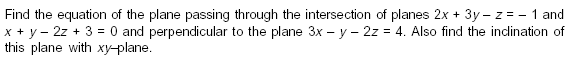 Find the equation of the plane passing through the intersection of planes 2x + 3y – z = – 1 and
x + y – 2z + 3 = 0 and perpendicular to the plane 3x – y – 2z = 4. Also find the inclination of
this plane with xy–plane.